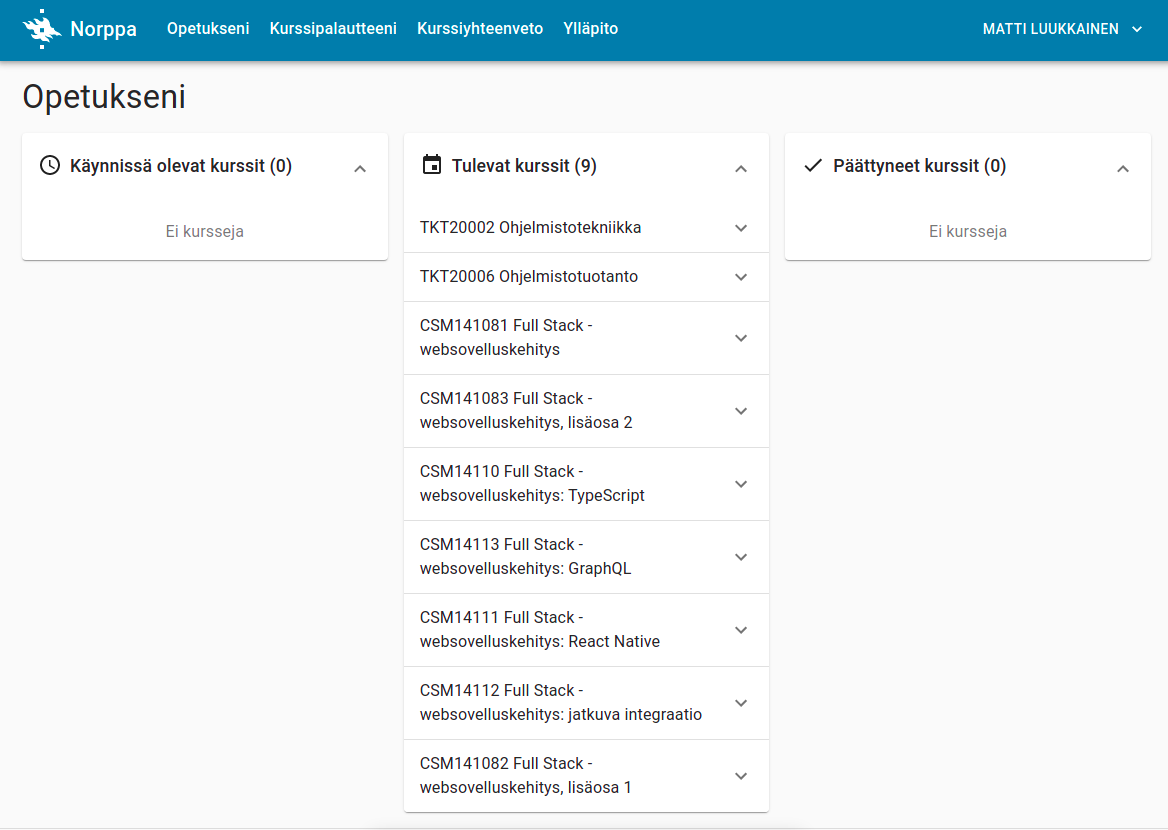 Norppa Opetukseni Kurssipalautteeni Kurssiyhteenveto Ylläpito MATTI LUUKKAINEN
Opetukseni
Käynnissä olevat kurssit (0)
Ei kursseja
Tulevat kurssit (9)
TKT20002 Ohjelmistotekniikka
TKT20006 Ohjelmistotuotanto
CSM141081 Full Stack -
websovelluskehitys
CSM141083 Full Stack -
websovelluskehitys, lisäosa 2
CSM14110 Full Stack -
websovelluskehitys: TypeScript
CSM14113 Full Stack -
websovelluskehitys: GraphQL
CSM14111 Full Stack -
websovelluskehitys: React Native
CSM14112 Full Stack -
websovelluskehitys: jatkuva integraatio
CSM141082 Full Stack -
websovelluskehitys, lisäosa 1
Päättyneet kurssit (0)
Ei kursseja